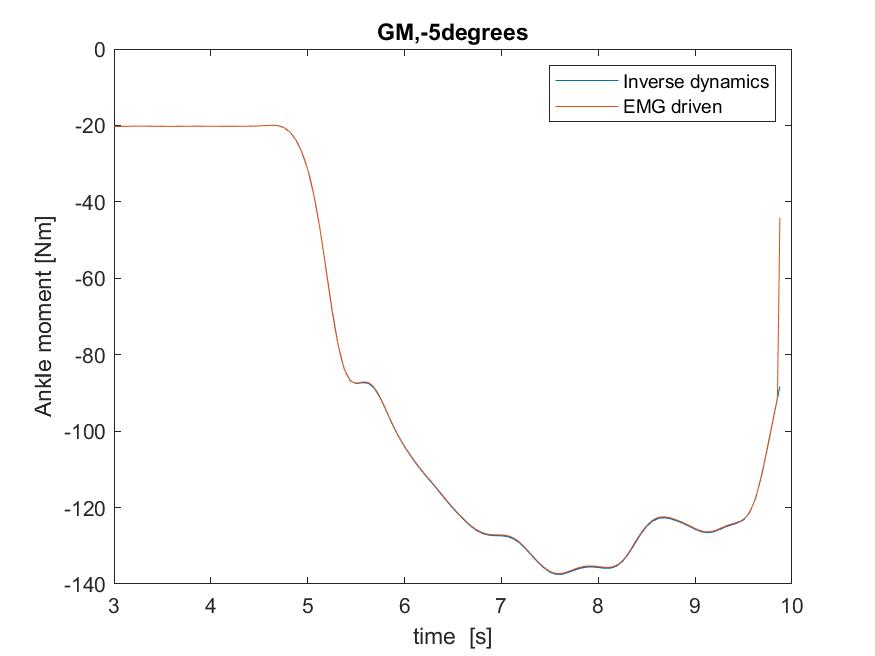 GM,-5degrees
Inverse dynamics
EMG driven
Ankle moment [Nm]
0
-20
-40
-60
-80
-100
-120
-140
3 4 5 6 7 8 9 10
time [s]